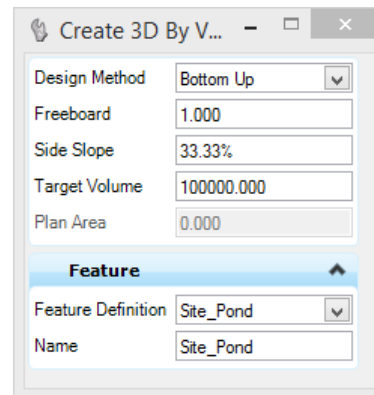 Create 3D By V...
Design Method Bottom Up
Freeboard 1.000
Side Slope 33.33%
Target Volume 100000.000
Plan Area 0.000
Feature
Feature Definition Site_Pond
Name Site_Pond